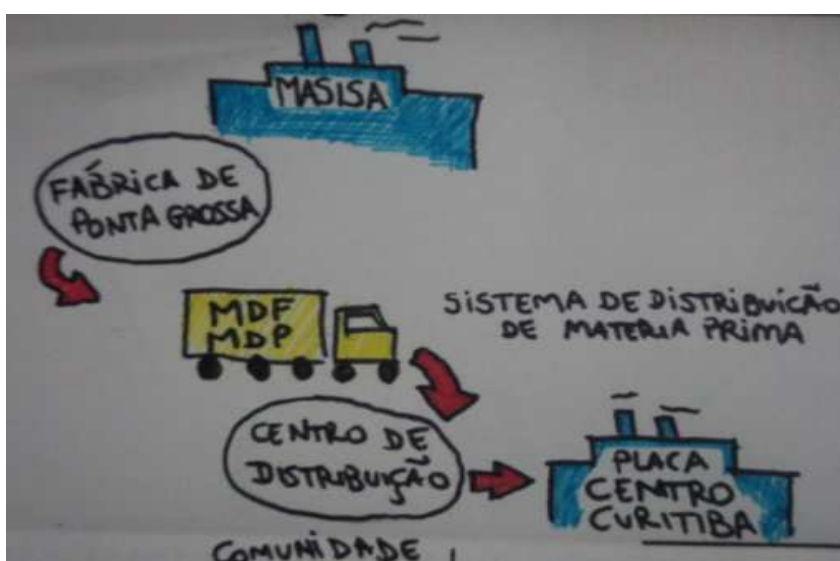 MASISA
FÁBRICA DE
PONTA GROSSA
MDF
MDP
SISTEMA DE DISTRIBUIÇÃO
DE MATERIA PRIMA
CENTRO DE
DISTRIBUIÇÃO
PLACA
CENTRO
CURITIBA
COMUNIDADE